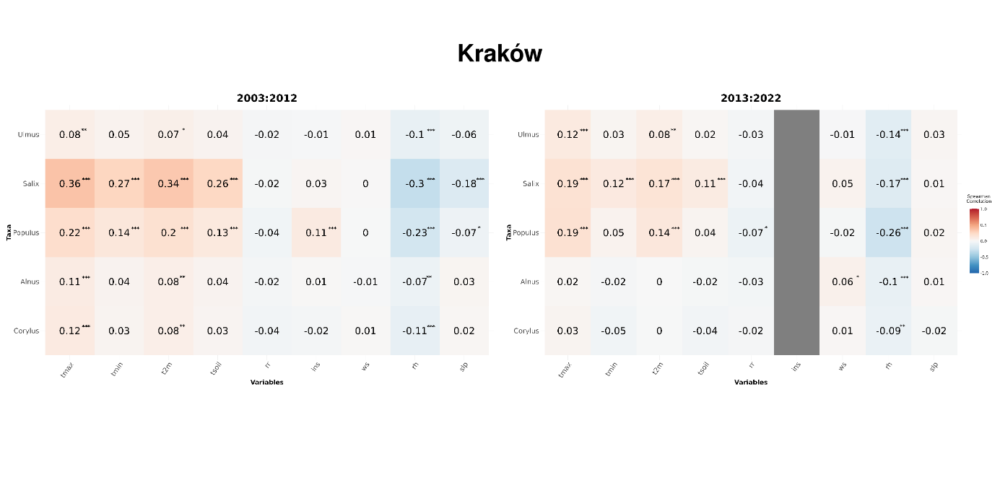 Kraków
2003:2012
Ulmus 0.08** 0.05 0.07* 0.04 -0.02 -0.01 0.01 -0.1*** -0.06
Salix 0.36*** 0.27*** 0.34*** 0.26*** -0.02 0.03 0 -0.3*** -0.18***
Populus 0.22*** 0.14*** 0.2*** 0.13*** -0.04 0.11*** 0 -0.23*** -0.07*
Alnus 0.11*** 0.04 0.08** 0.04 -0.02 0.01 -0.01 -0.07** 0.03
Corylus 0.12*** 0.03 0.08** 0.03 -0.04 -0.02 0.01 -0.11*** 0.02
Taxa
tmax tmin t2m tsoil rr ins ws rh slp
Variables
2013:2022
Ulmus 0.12*** 0.03 0.08** 0.02 -0.03 -0.01 -0.14*** 0.03
Salix 0.19*** 0.12*** 0.17*** 0.11*** -0.04 0.05 -0.17*** 0.01
Populus 0.19*** 0.05 0.14*** 0.04 -0.07* -0.02 -0.26*** 0.02
Alnus 0.02 -0.02 0 -0.02 -0.03 0.06* -0.1*** 0.01
Corylus 0.03 -0.05 0 -0.04 -0.02 0.01 -0.09** -0.02
Taxa
tmax tmin t2m tsoil rr ins ws rh slp
Variables
Spearman
Correlation
1.0
0.0
-0.5
-1.0